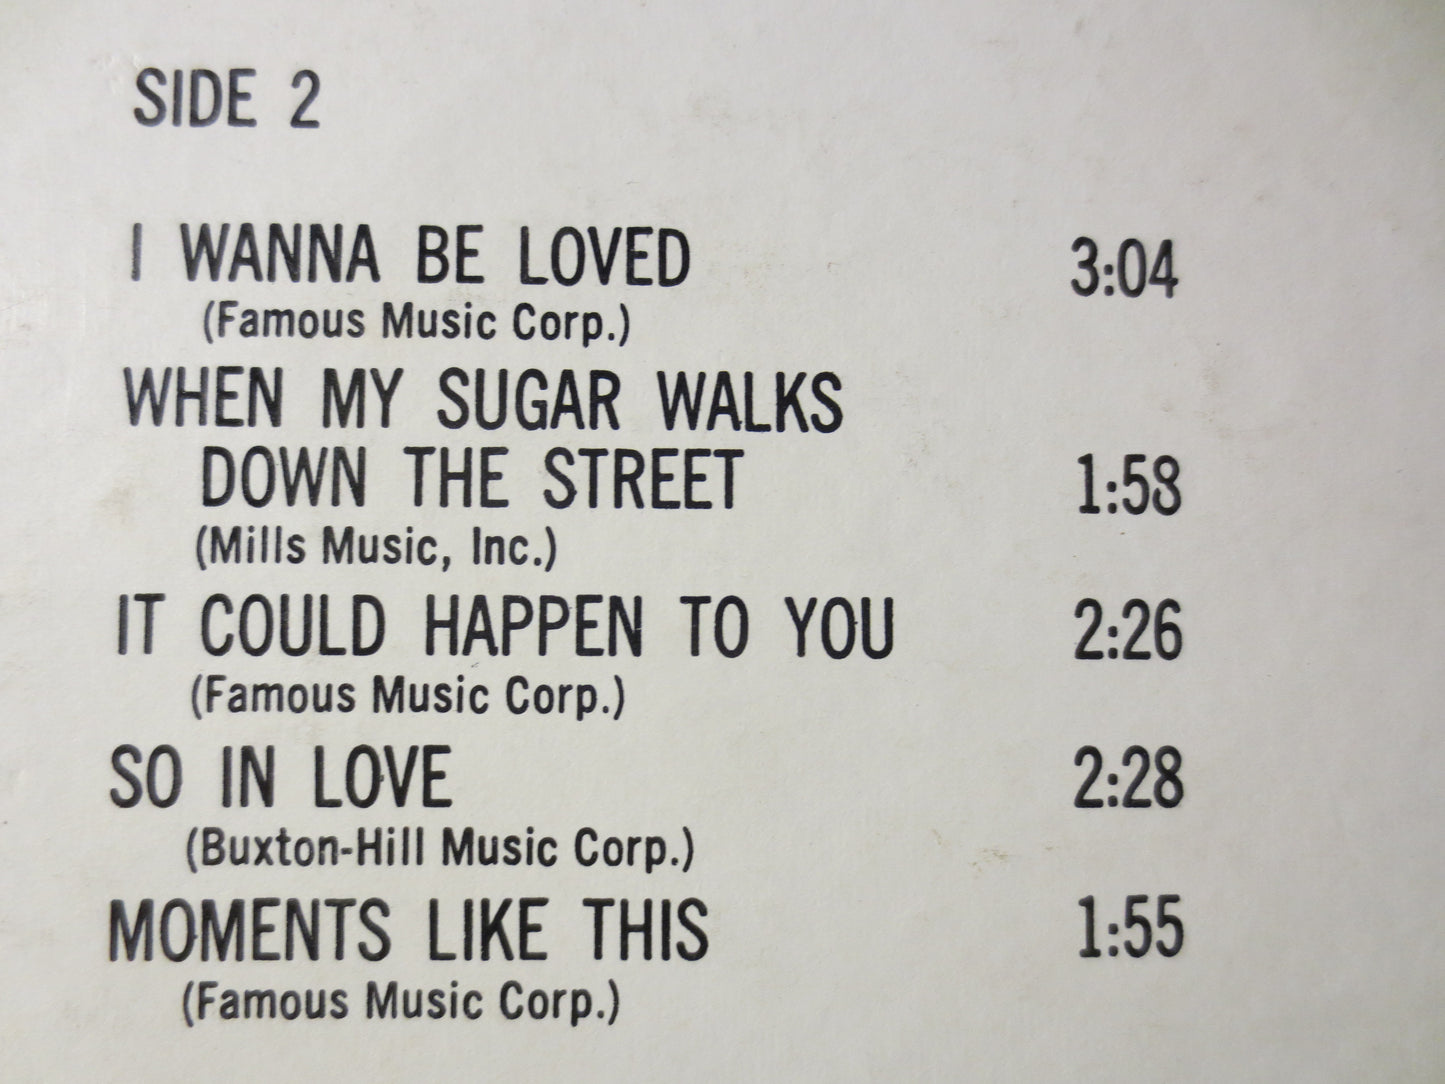 SIDE 2
I WANNA BE LOVED 3:04
(Famous Music Corp.)
WHEN MY SUGAR WALKS
DOWN THE STREET 1:58
(Mills Music, Inc.)
IT COULD HAPPEN TO YOU 2:26
(Famous Music Corp.)
SO IN LOVE 2:28
(Buxton-Hill Music Corp.)
MOMENTS LIKE THIS 1:55
(Famous Music Corp.)